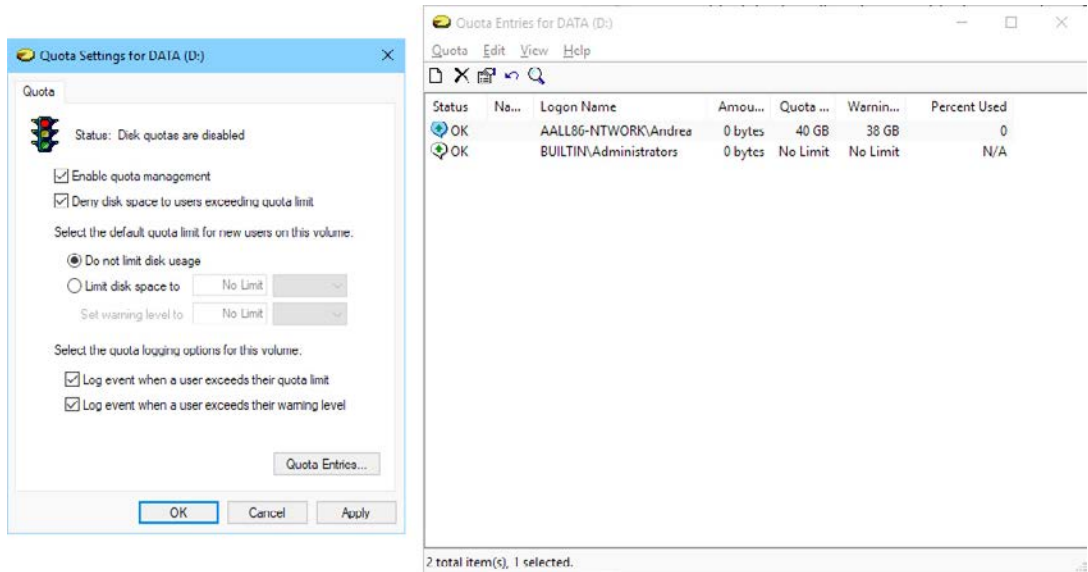 Quota Settings for DATA (D:)
Quota
Status: Disk quotas are disabled
Enable quota management
Deny disk space to users exceeding quota limit
Select the default quota limit for new users on this volume:
Do not limit disk usage
Limit disk space to No Limit
Set warning level to No Limit
Select the quota logging options for this volume:
Log event when a user exceeds their quota limit
Log event when a user exceeds their warning level
Quota Entries...
OK Cancel Apply
Quota Entries for DATA (D:)
Quota Edit View Help
Status Na... Logon Name Amou... Quota ... Warnin... Percent Used
OK AALL86-NTWORK\Andrea 0 bytes 40 GB 38 GB 0
OK BUILTIN\Administrators 0 bytes No Limit No Limit N/A
2 total item(s), 1 selected.